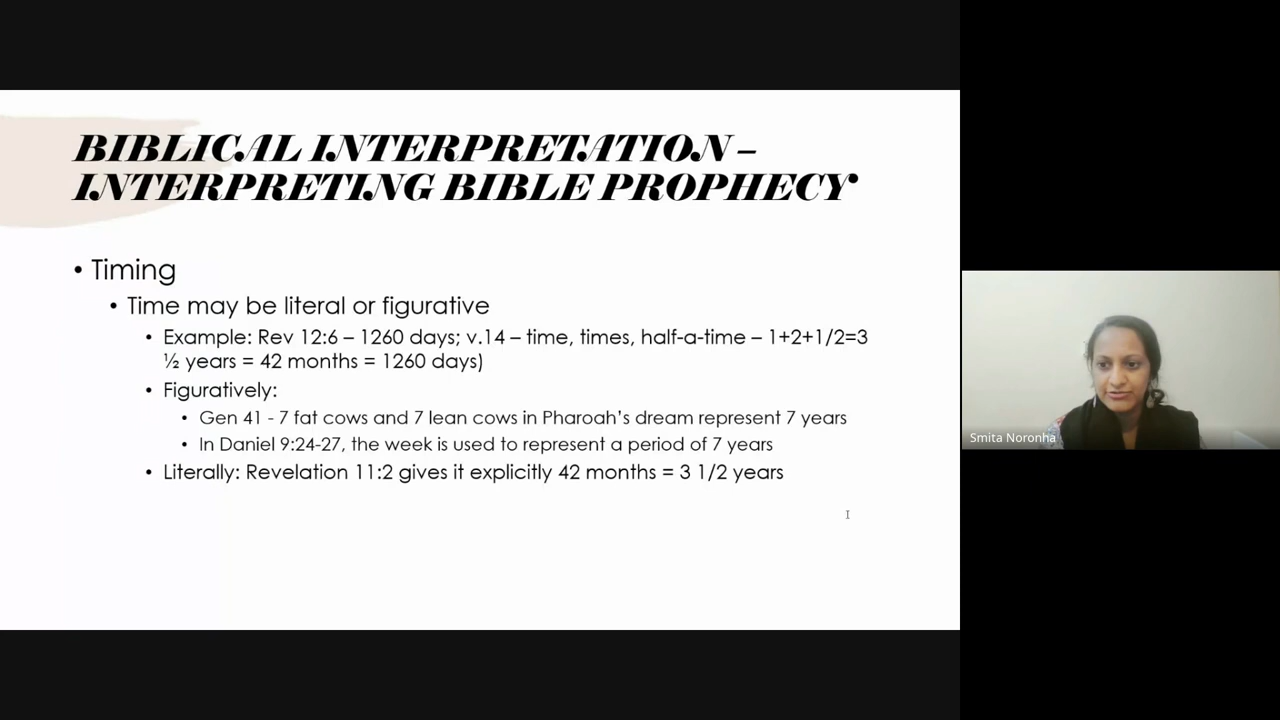 BIBLICAL INTERPRETATION –
INTERPRETING BIBLE PROPHECY
• Timing
• Time may be literal or figurative
• Example: Rev 12:6 – 1260 days; v.14 – time, times, half-a-time – 1+2+1/2=3
½ years = 42 months = 1260 days)
• Figuratively:
• Gen 41 - 7 fat cows and 7 lean cows in Pharoah's dream represent 7 years
• In Daniel 9:24-27, the week is used to represent a period of 7 years
• Literally: Revelation 11:2 gives it explicitly 42 months = 3 1/2 years
Smita Noronha